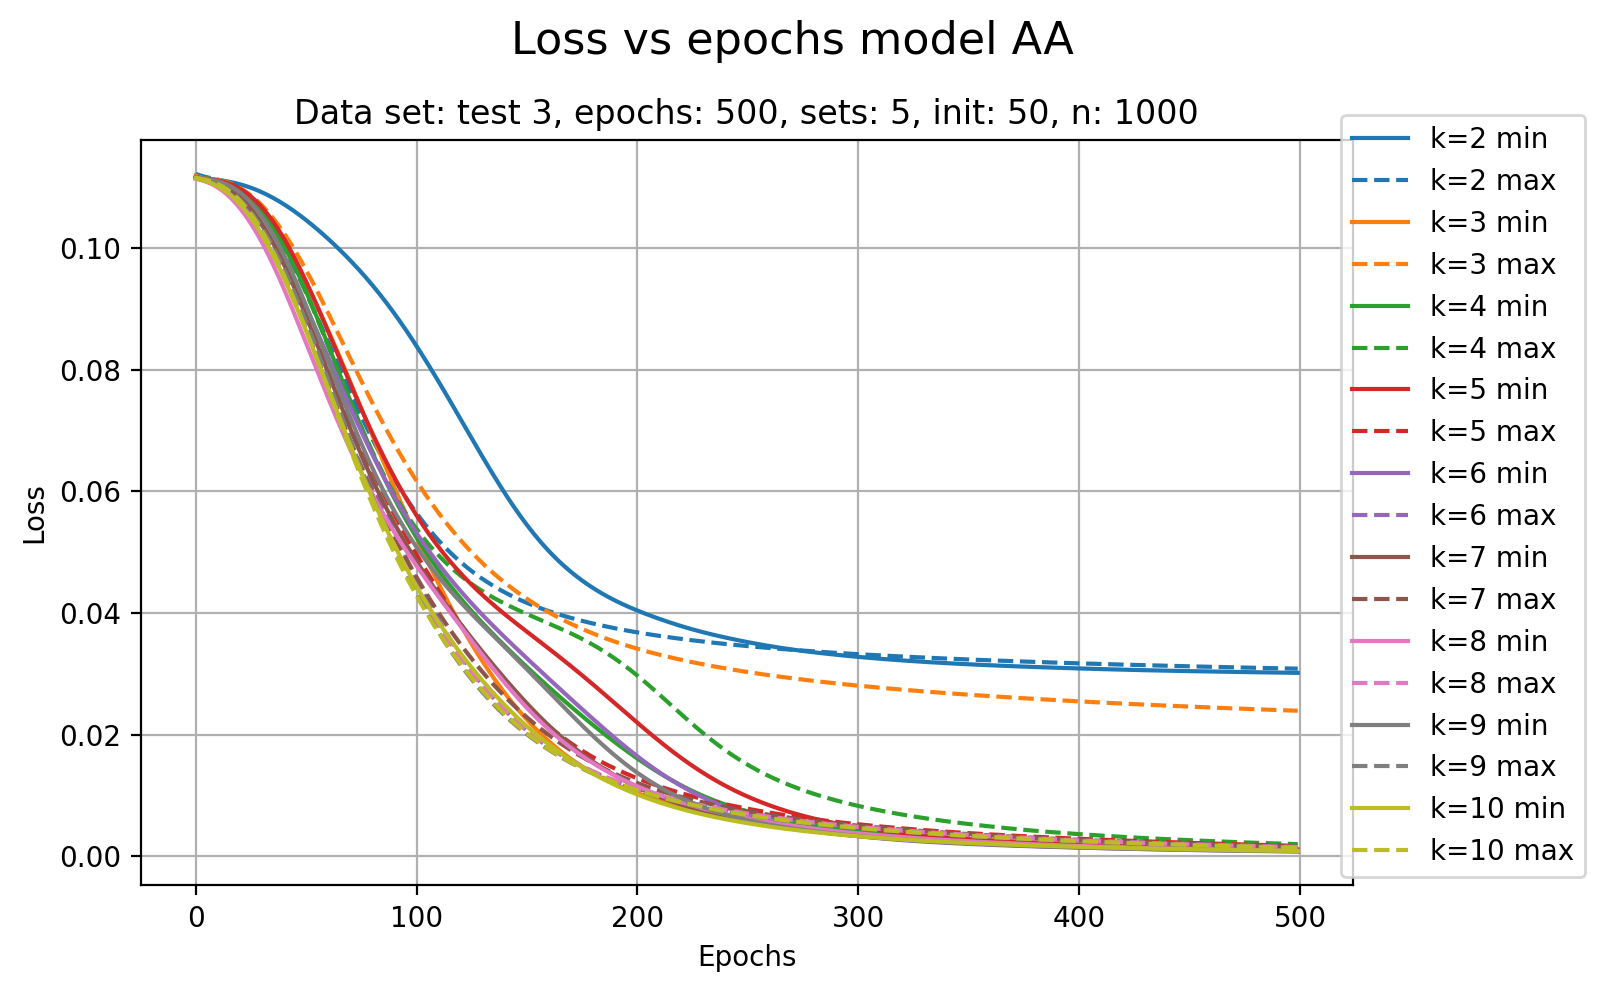 Loss vs epochs model AA
Data set: test 3, epochs: 500, sets: 5, init: 50, n: 1000
k=2 min
k=2 max
k=3 min
k=3 max
k=4 min
k=4 max
k=5 min
k=5 max
k=6 min
k=6 max
k=7 min
k=7 max
k=8 min
k=8 max
k=9 min
k=9 max
k=10 min
k=10 max
0.10
0.08
0.06
0.04
0.02
0.00
Loss
0 100 200 300 400 500
Epochs